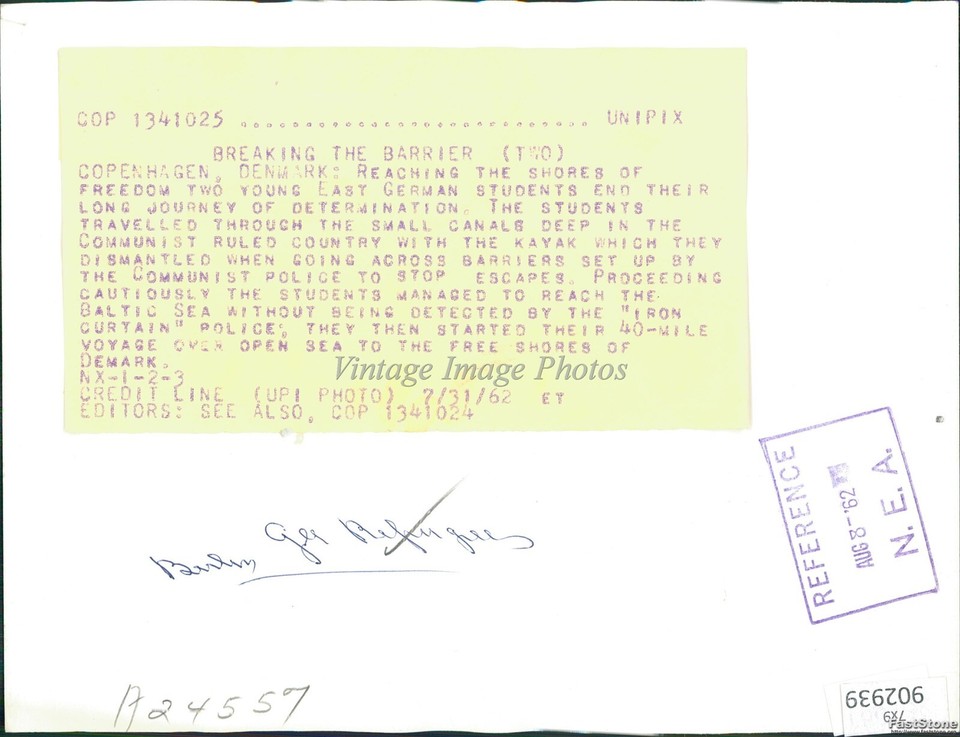 COP 1341025 .............................. UNIPIX
BREAKING THE BARRIER (TWO)
COPENHAGEN, DENMARK: REACHING THE SHORES OF
FREEDOM TWO YOUNG EAST GERMAN STUDENTS END THEIR
LONG JOURNEY OF DETERMINATION. THE STUDENTS
TRAVELLED THROUGH THE SMALL CANALS DEEP IN THE
COMMUNIST RULED COUNTRY WITH THE KAYAK WHICH THEY
DISMANTLED WHEN GOING ACROSS BARRIERS SET UP BY
THE COMMUNIST POLICE TO STOP ESCAPES. PROCEEDING
CAUTIOUSLY THE STUDENTS MANAGED TO REACH THE
BALTIC SEA WITHOUT BEING DETECTED BY THE "IRON
CURTAIN" POLICE; THEY THEN STARTED THEIR 40-MILE
VOYAGE OVER OPEN SEA TO THE FREE SHORES OF
DEMARK.
Vintage Image Photos
NX-1-2-3
CREDIT LINE (UPI PHOTO) 7/31/62 ET
EDITORS: SEE ALSO, COP 1341024
REFERENCE
AUG 8-'62
N. E. A.
Berlin, Ger Refugees
A24557
902939
7X9
FastStone